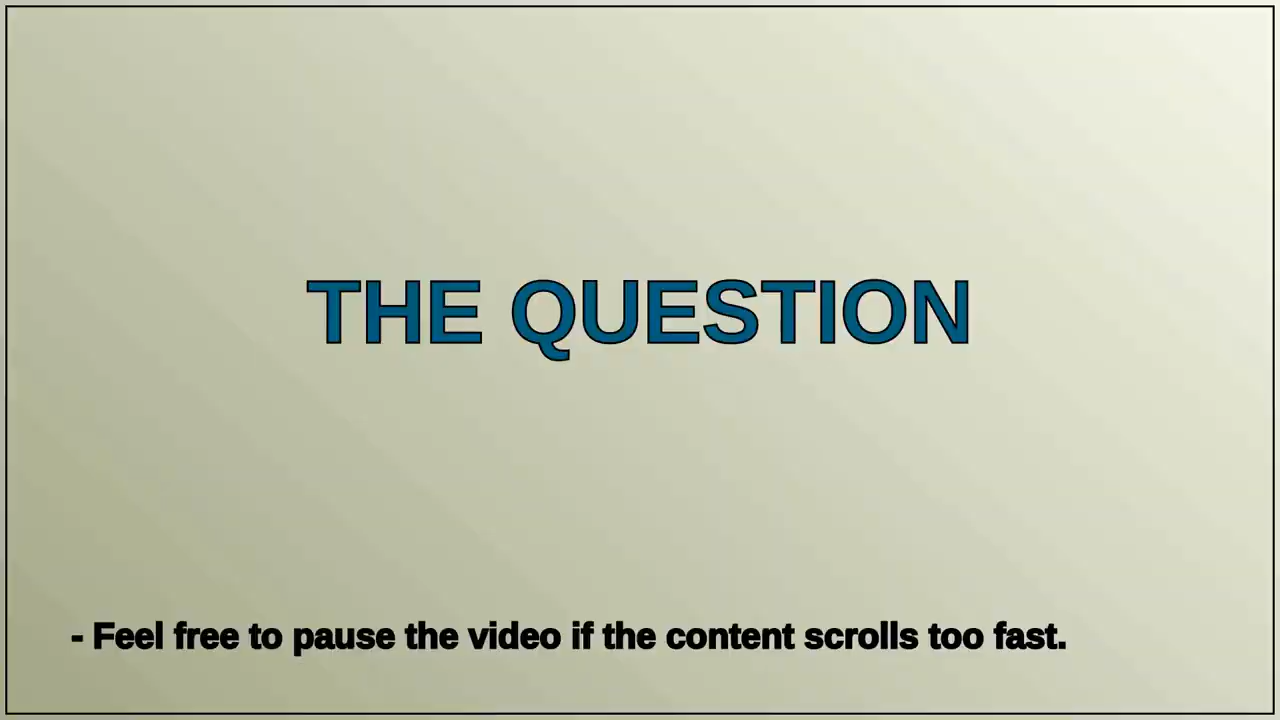 THE QUESTION
- Feel free to pause the video if the content scrolls too fast.